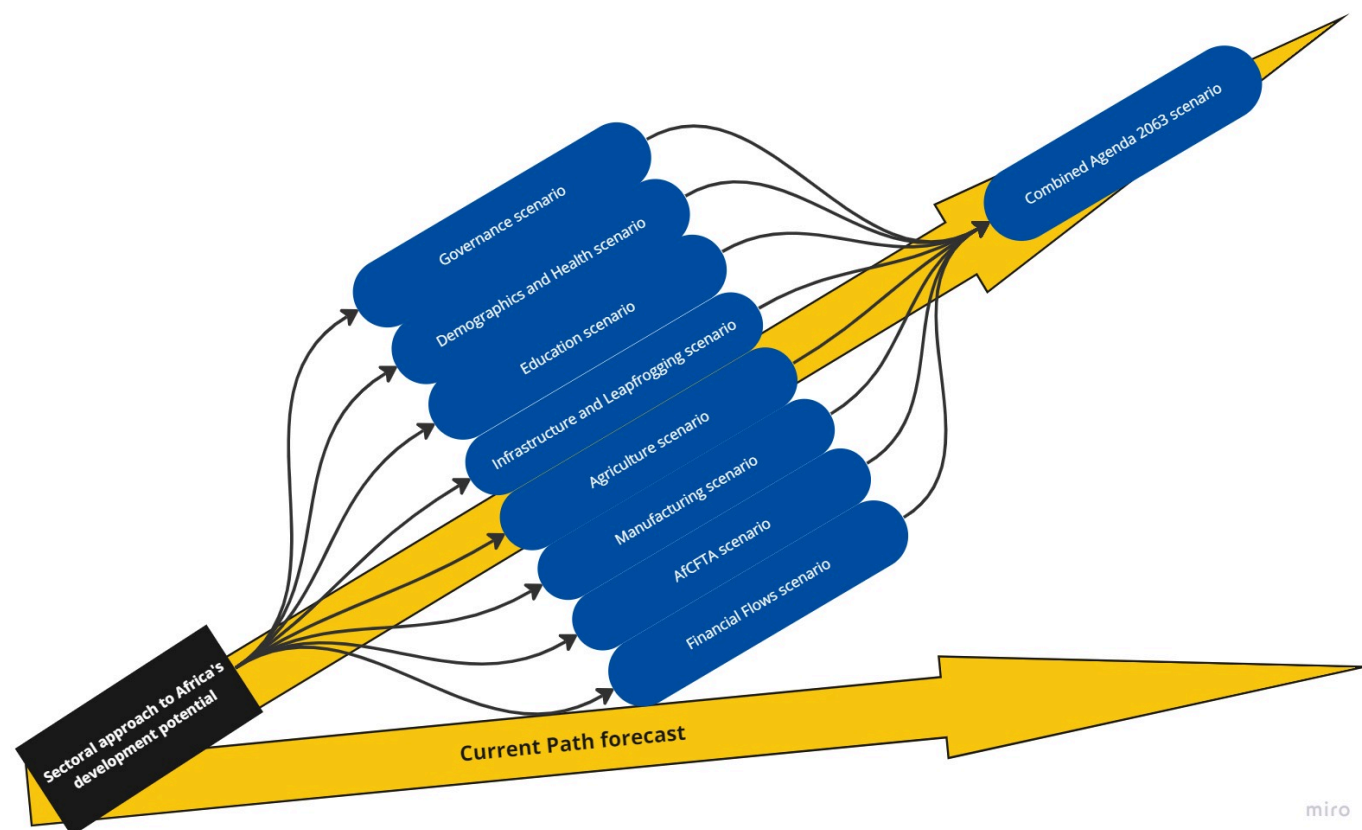 Combined Agenda 2063 scenario
Governance scenario
Demographics and Health scenario
Education scenario
Infrastructure and Leapfrogging scenario
Agriculture scenario
Manufacturing scenario
AfCFTA scenario
Financial Flows scenario
Sectoral approach to Africa's
development potential
Current Path forecast
miro